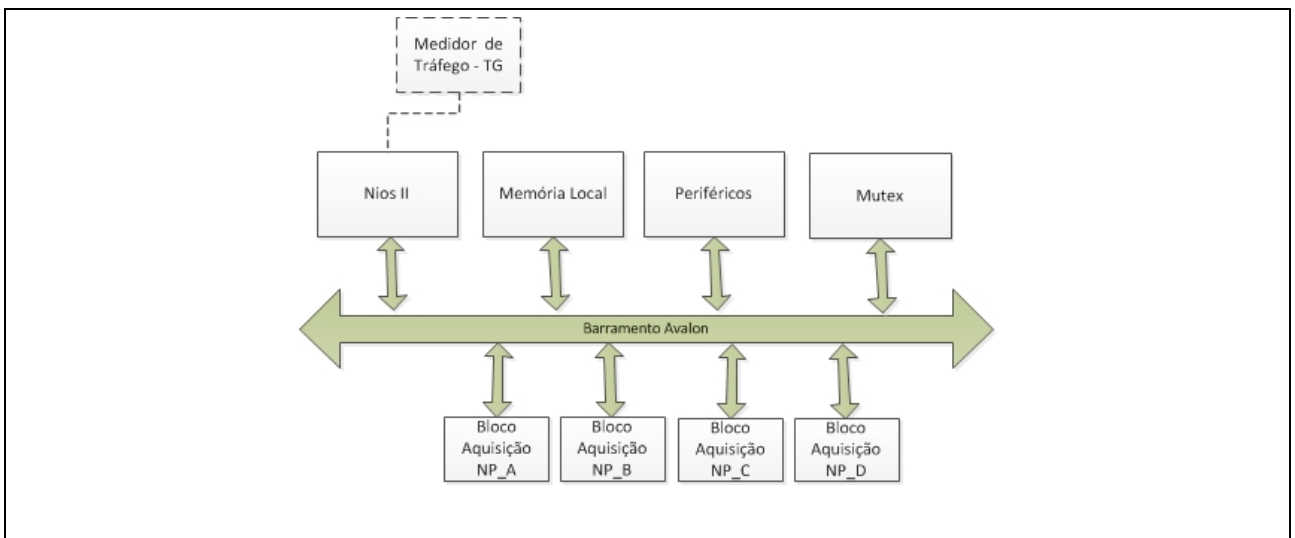 Medidor de
Tráfego - TG
Nios II
Memória Local
Periféricos
Mutex
Barramento Avalon
Bloco
Aquisição
NP_A
Bloco
Aquisição
NP_B
Bloco
Aquisição
NP_C
Bloco
Aquisição
NP_D